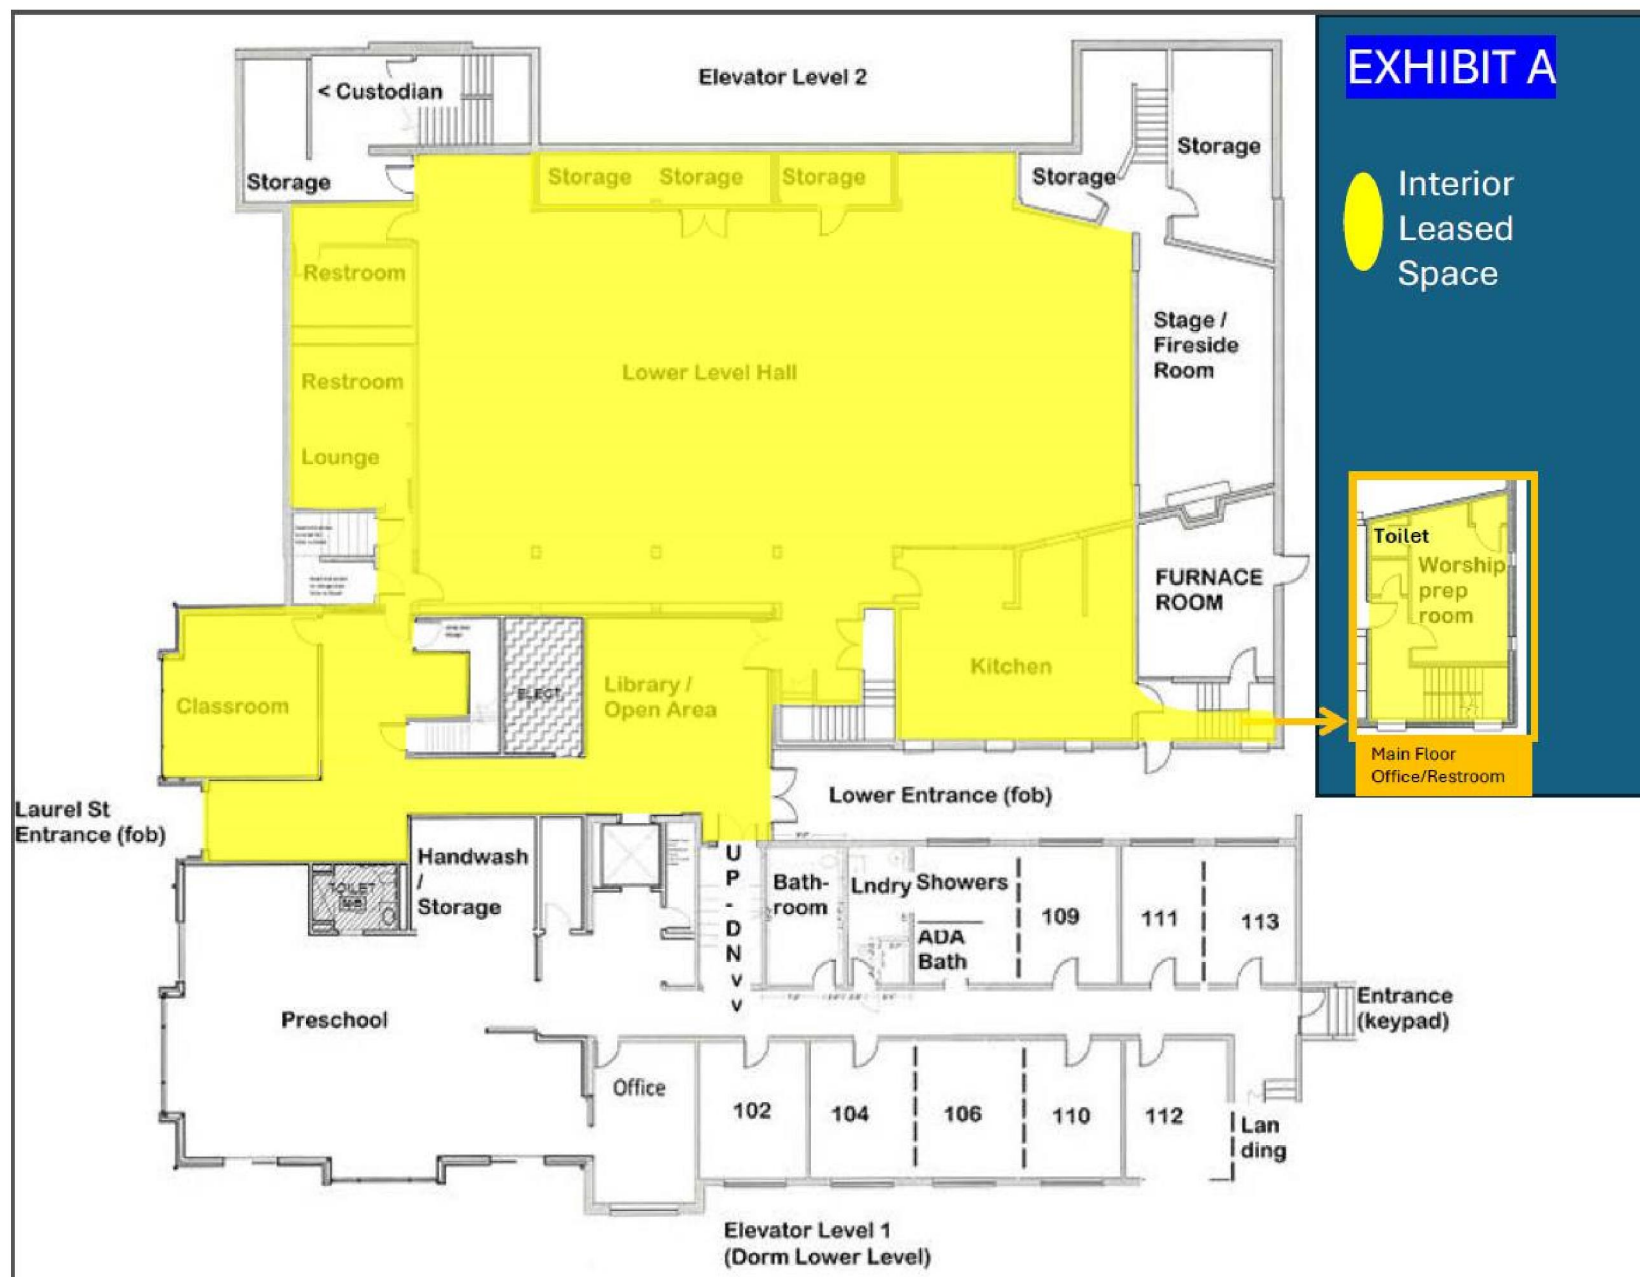 EXHIBIT A
Interior
Leased
Space
Elevator Level 2
< Custodian
Storage
Storage
Storage
Storage
Storage
Storage
Restroom
Restroom
Lounge
Lower Level Hall
Stage /
Fireside
Room
FURNACE
ROOM
Toilet
Worship
prep
room
Main Floor
Office/Restroom
Classroom
ELECT.
Library /
Open Area
Kitchen
Laurel St
Entrance (fob)
Lower Entrance (fob)
Handwash
/
Storage
TOILET
U
P
-
D
N
v
v
Bath-
room
Lndry
Showers
ADA
Bath
109
111
113
Preschool
Entrance
(keypad)
Office
102
104
106
110
112
Lan
ding
Elevator Level 1
(Dorm Lower Level)